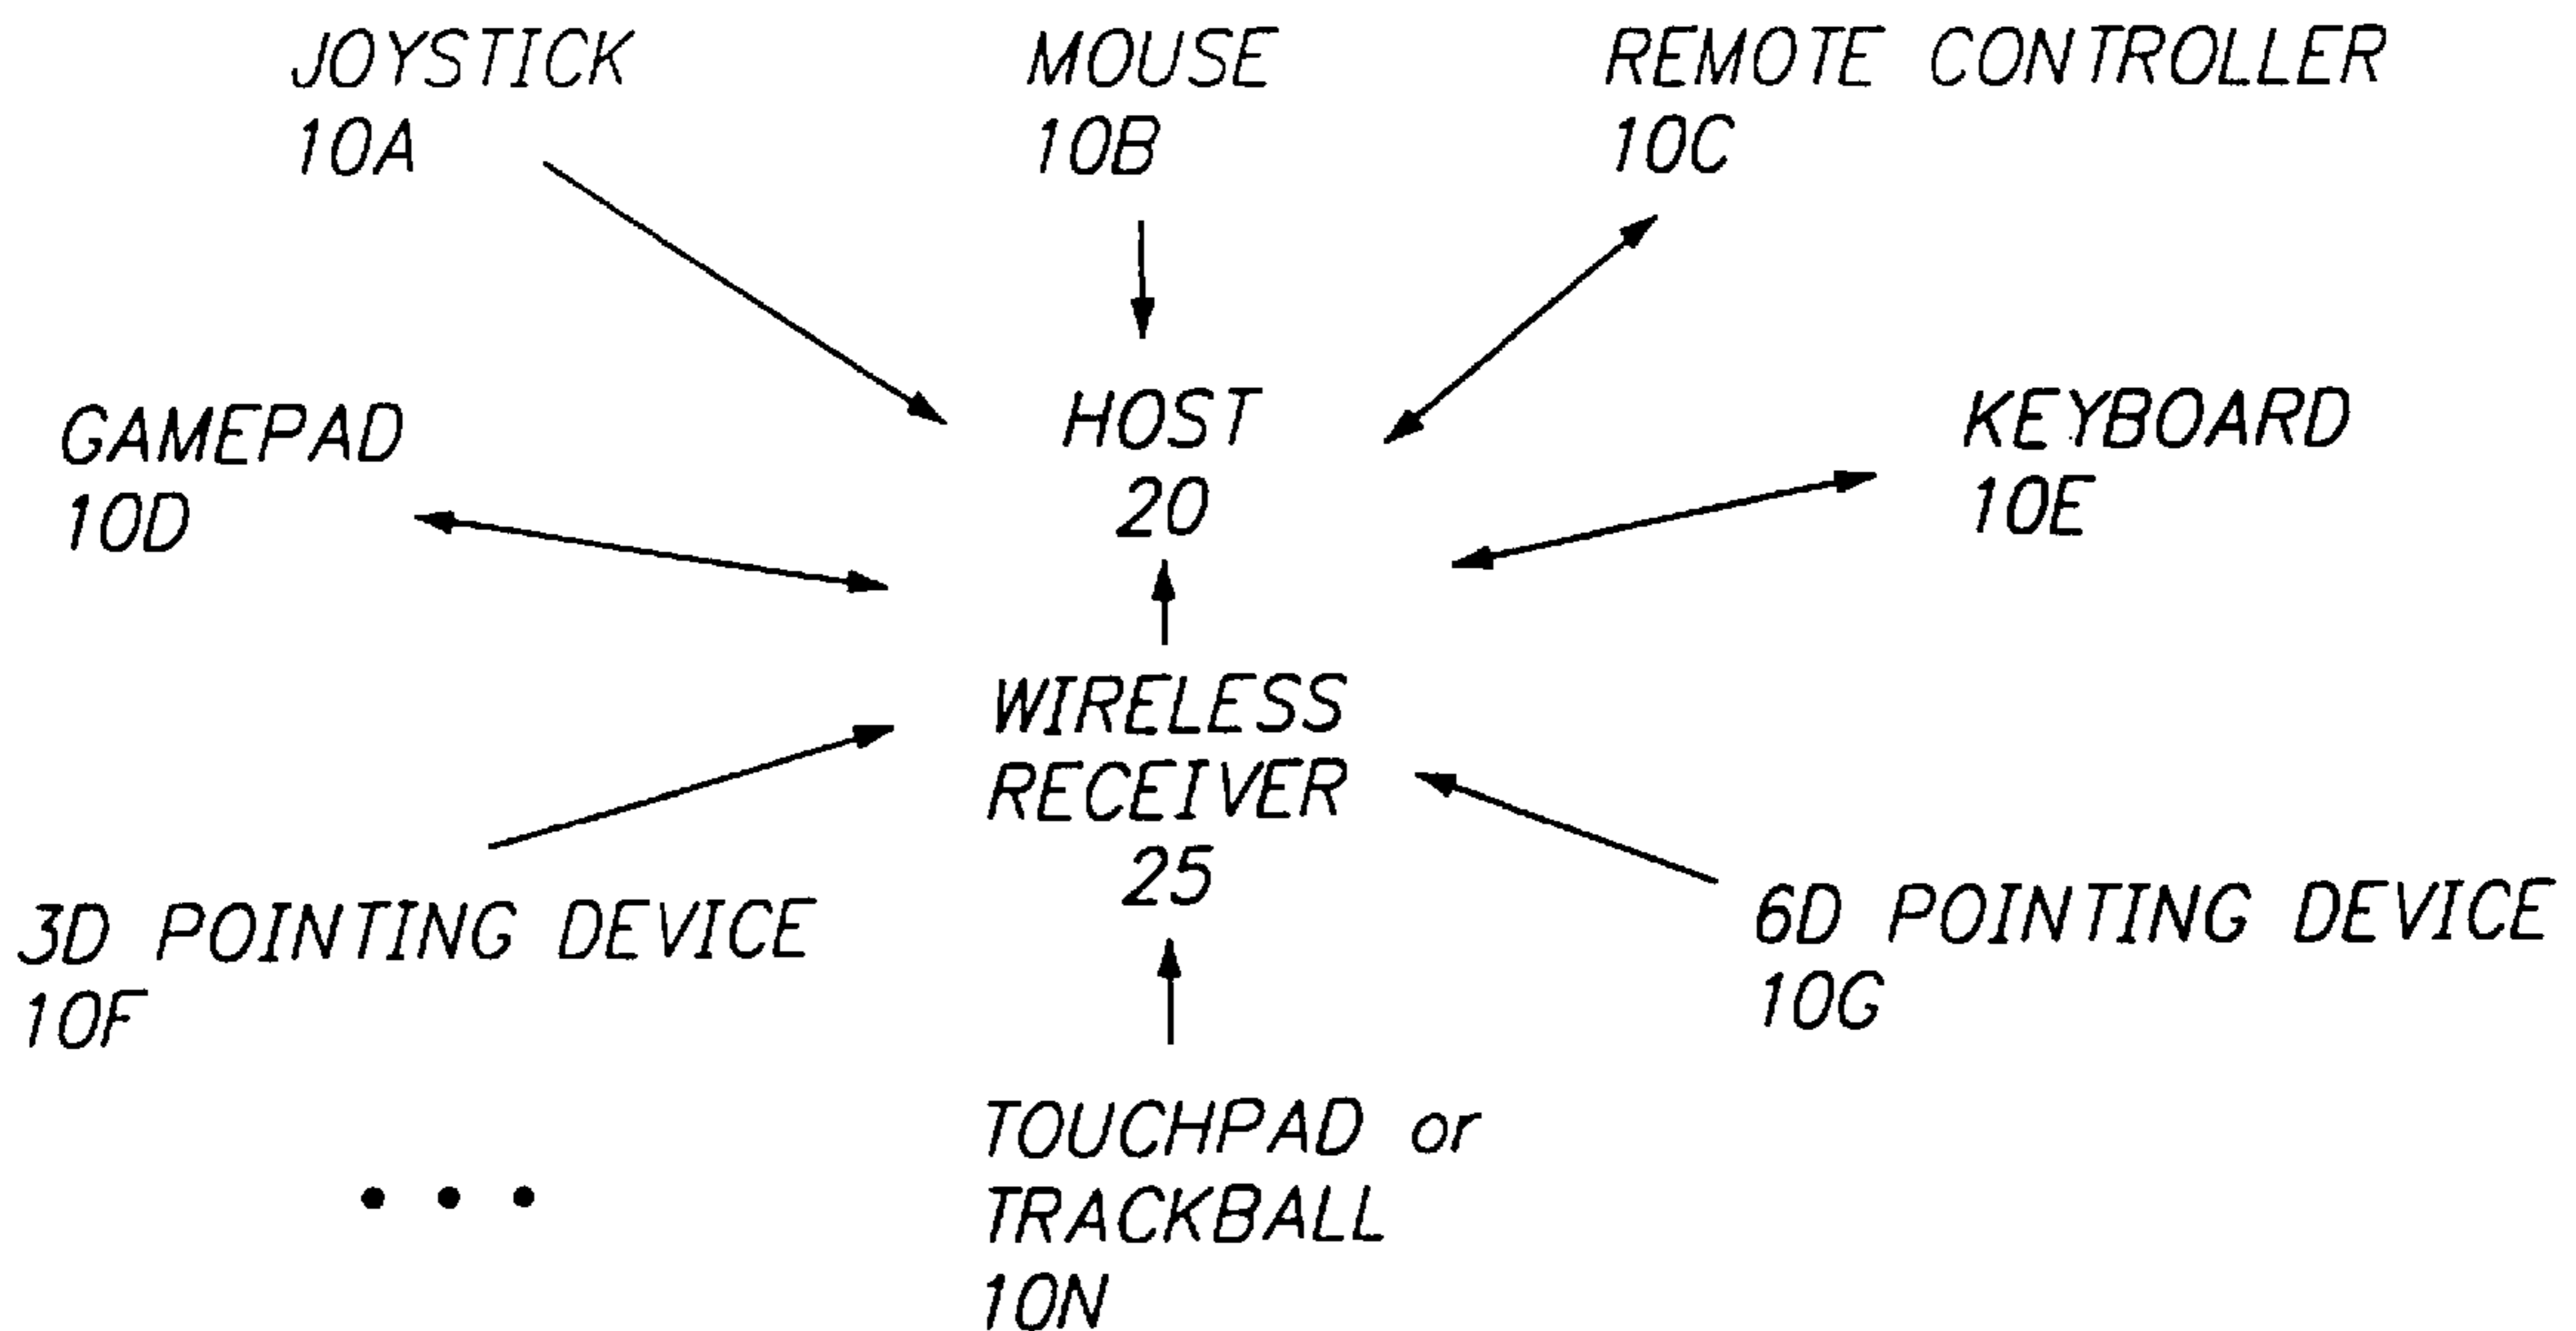 JOYSTICK
10A
MOUSE
10B
REMOTE CONTROLLER
10C
GAMEPAD
10D
HOST
20
KEYBOARD
10E
WIRELESS
RECEIVER
25
3D POINTING DEVICE
10F
6D POINTING DEVICE
10G
• • •
TOUCHPAD or
TRACKBALL
10N